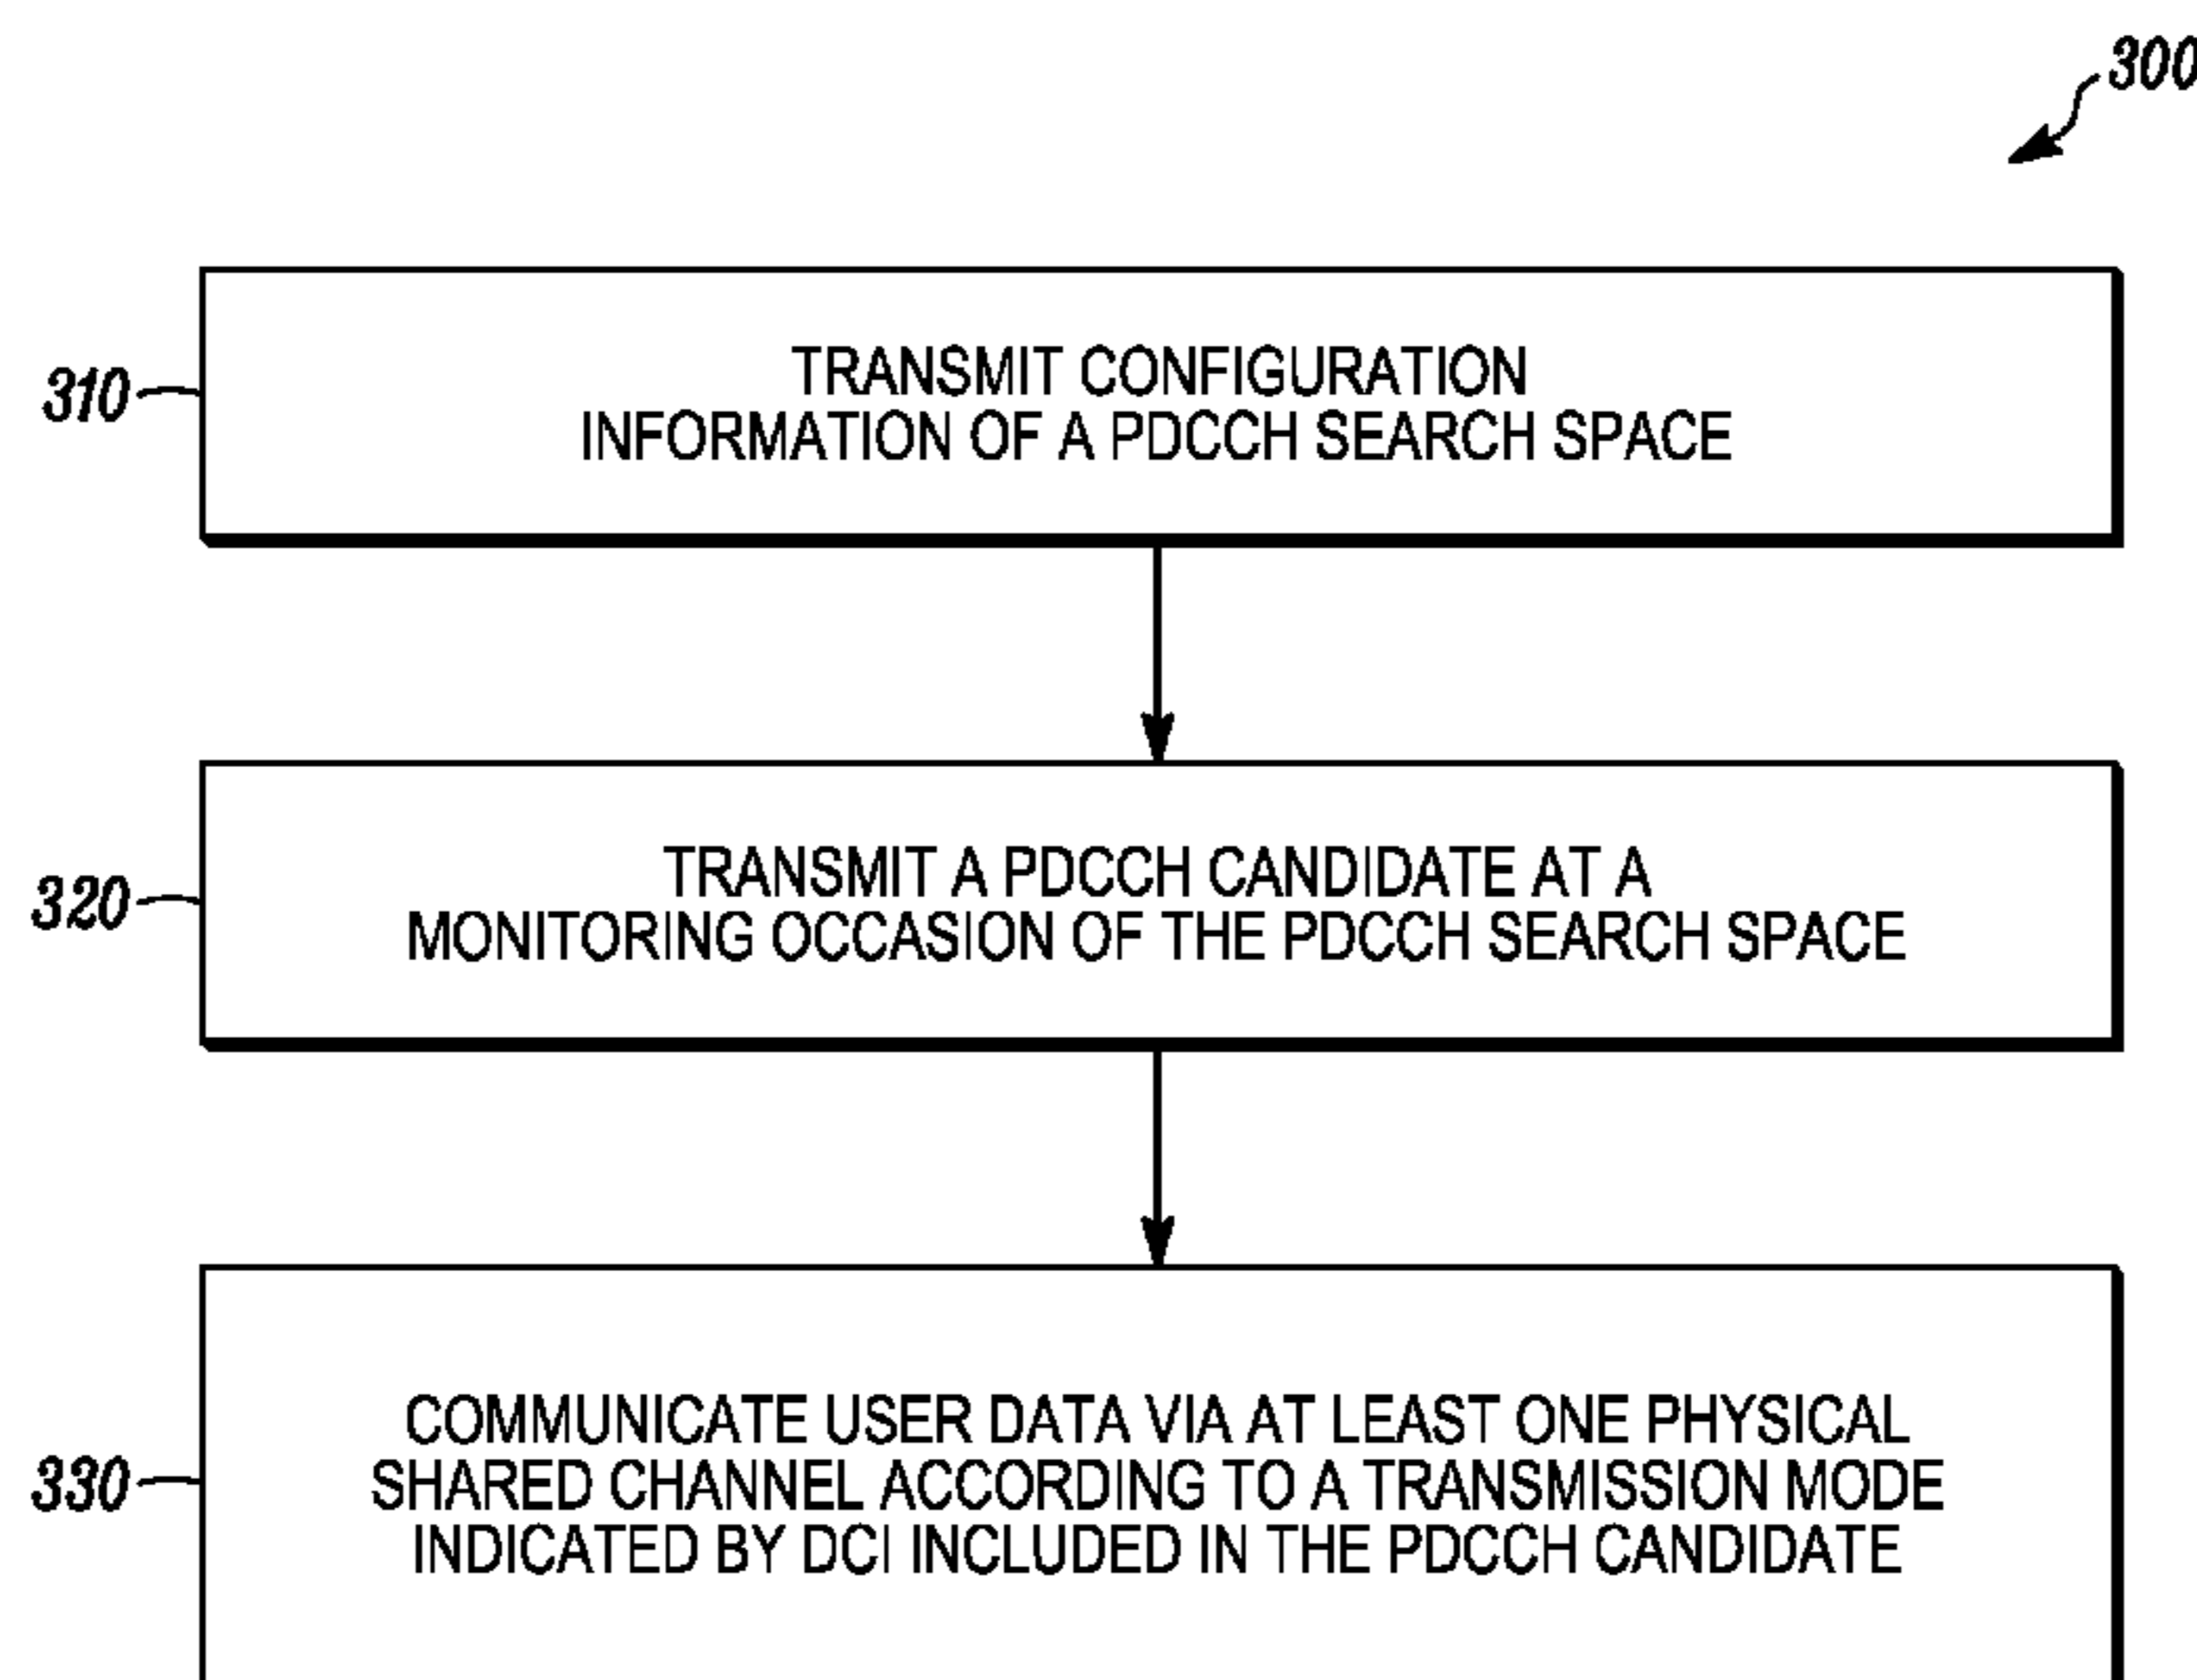 300
310
TRANSMIT CONFIGURATION
INFORMATION OF A PDCCH SEARCH SPACE
320
TRANSMIT A PDCCH CANDIDATE AT A
MONITORING OCCASION OF THE PDCCH SEARCH SPACE
330
COMMUNICATE USER DATA VIA AT LEAST ONE PHYSICAL
SHARED CHANNEL ACCORDING TO A TRANSMISSION MODE
INDICATED BY DCI INCLUDED IN THE PDCCH CANDIDATE